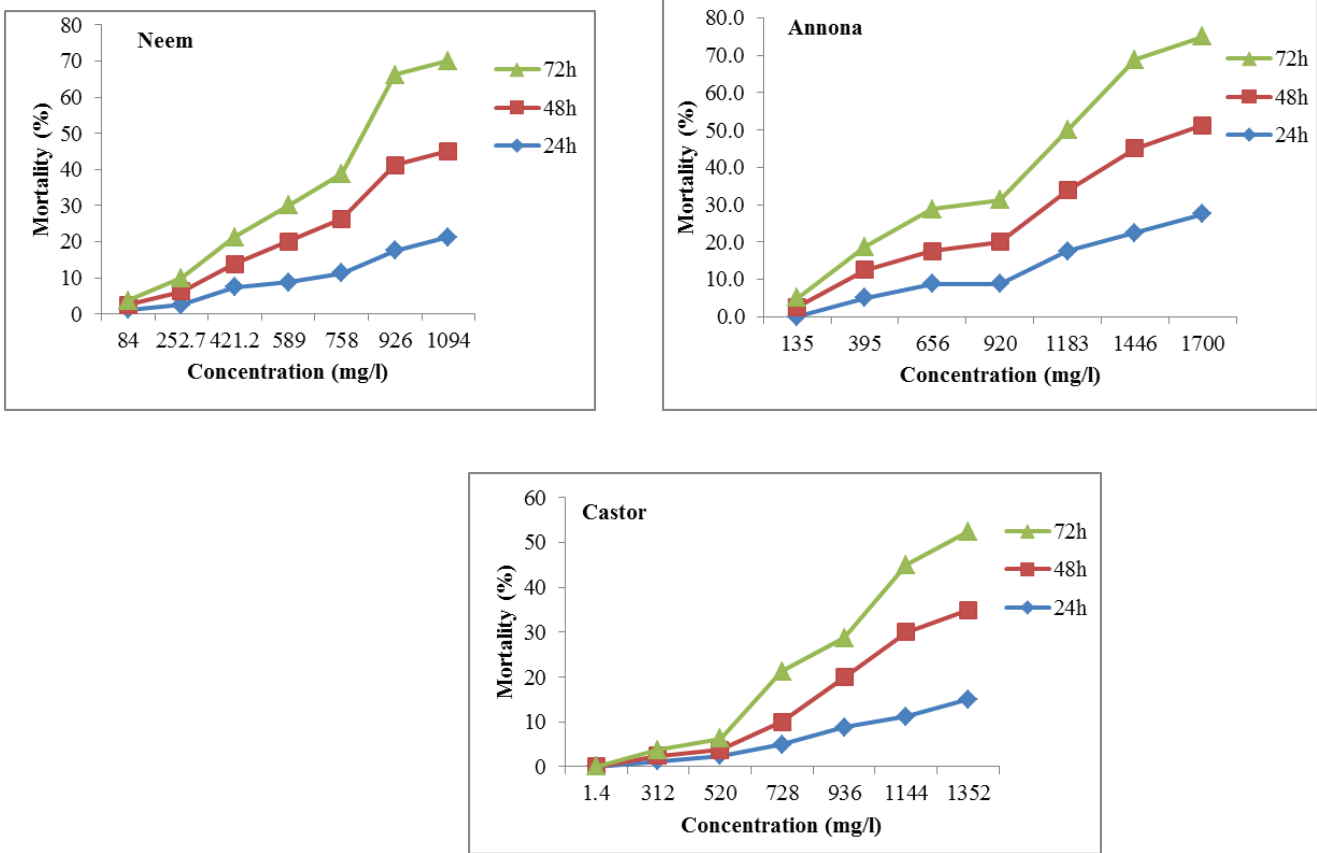 Neem
Mortality (%)
80
70
60
50
40
30
20
10
0
84 252.7 421.2 589 758 926 1094
Concentration (mg/l)
72h
48h
24h
Annona
Mortality (%)
80.0
70.0
60.0
50.0
40.0
30.0
20.0
10.0
0.0
135 395 656 920 1183 1446 1700
Concentration (mg/l)
72h
48h
24h
Castor
Mortality (%)
60
50
40
30
20
10
0
1.4 312 520 728 936 1144 1352
Concentration (mg/l)
72h
48h
24h